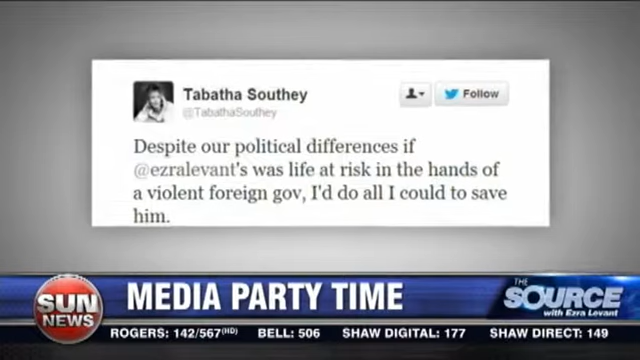 Tabatha Southey
@TabathaSouthey
Follow
Despite our political differences if
@ezralevant's was life at risk in the hands of
a violent foreign gov, I'd do all I could to save
him.
SUN
NEWS
MEDIA PARTY TIME
THE
SOURCE
with Ezra Levant
ROGERS: 142/567(HD) BELL: 506 SHAW DIGITAL: 177 SHAW DIRECT: 149